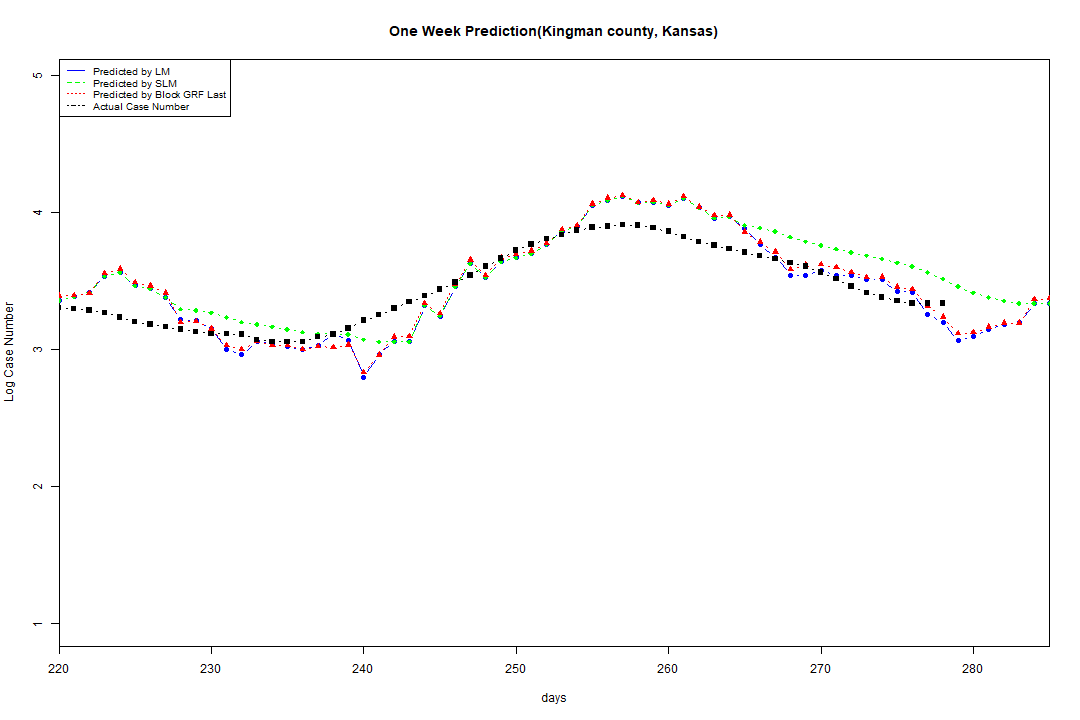 One Week Prediction(Kingman county, Kansas)
Predicted by LM
Predicted by SLM
Predicted by Block GRF Last
Actual Case Number
5
4
3
2
1
Log Case Number
220 230 240 250 260 270 280
days